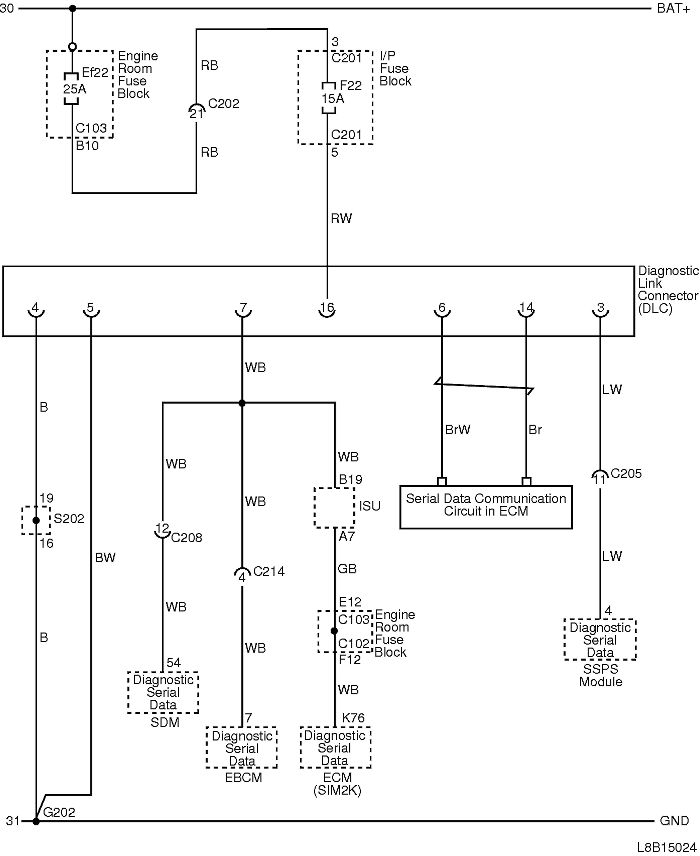 30
BAT+
Engine
Room
Fuse
Block
Ef22
25A
C103
B10
RB
21
C202
RB
3
C201
F22
15A
C201
5
I/P
Fuse
Block
RW
Diagnostic
Link
Connector
(DLC)
4
5
7
16
6
14
3
B
WB
BrW
Br
LW
19
S202
16
BW
WB
12
C208
WB
WB
4
C214
WB
WB
B19
ISU
A7
GB
E12
C103
C102
F12
Engine
Room
Fuse
Block
WB
Serial Data Communication
Circuit in ECM
11
C205
LW
4
Diagnostic
Serial
Data
SSPS
Module
B
54
Diagnostic
Serial
Data
SDM
7
Diagnostic
Serial
Data
EBCM
K76
Diagnostic
Serial
Data
ECM
(SIM2K)
G202
31
GND
L8B15024